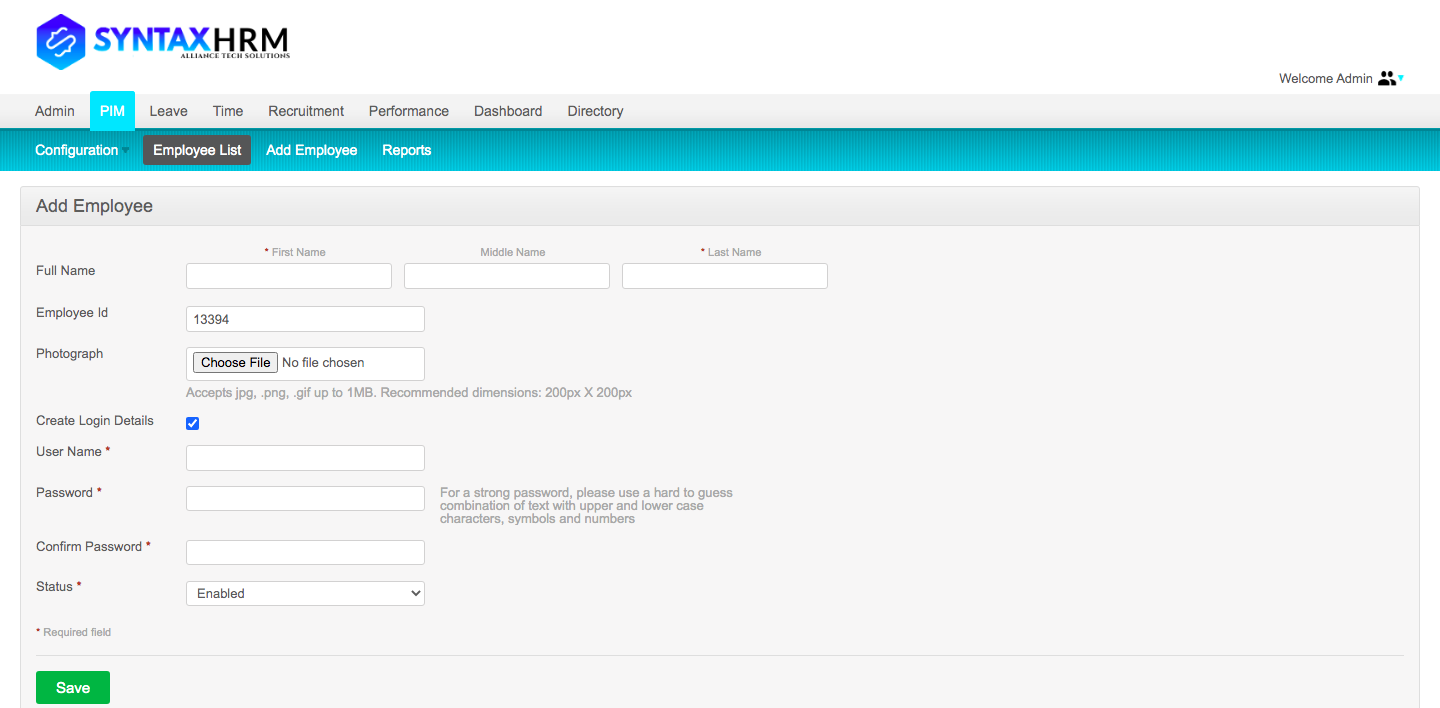 SYNTAXHRM
ALLIANCE TECH SOLUTIONS
Welcome Admin
Admin PIM Leave Time Recruitment Performance Dashboard Directory
Configuration Employee List Add Employee Reports
Add Employee
* First Name Middle Name * Last Name
Full Name
Employee Id 13394
Photograph Choose File No file chosen
Accepts jpg, .png, .gif up to 1MB. Recommended dimensions: 200px X 200px
Create Login Details
User Name *
Password * For a strong password, please use a hard to guess
combination of text with upper and lower case
characters, symbols and numbers
Confirm Password *
Status * Enabled
* Required field
Save